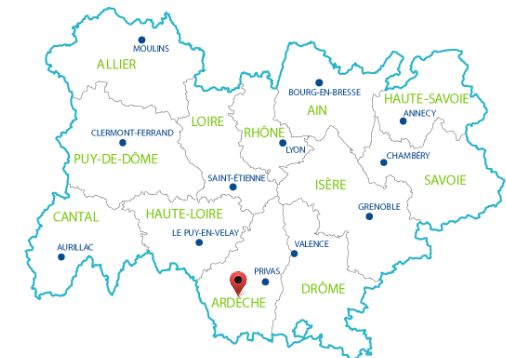 MOULINS
ALLIER
BOURG-EN-BRESSE
AIN
HAUTE-SAVOIE
ANNECY
LOIRE
RHÔNE
LYON
CLERMONT-FERRAND
PUY-DE-DÔME
CHAMBÉRY
SAINT-ÉTIENNE
ISÈRE
SAVOIE
CANTAL
HAUTE-LOIRE
GRENOBLE
LE PUY-EN-VELAY
AURILLAC
VALENCE
PRIVAS
DRÔME
ARDÈCHE